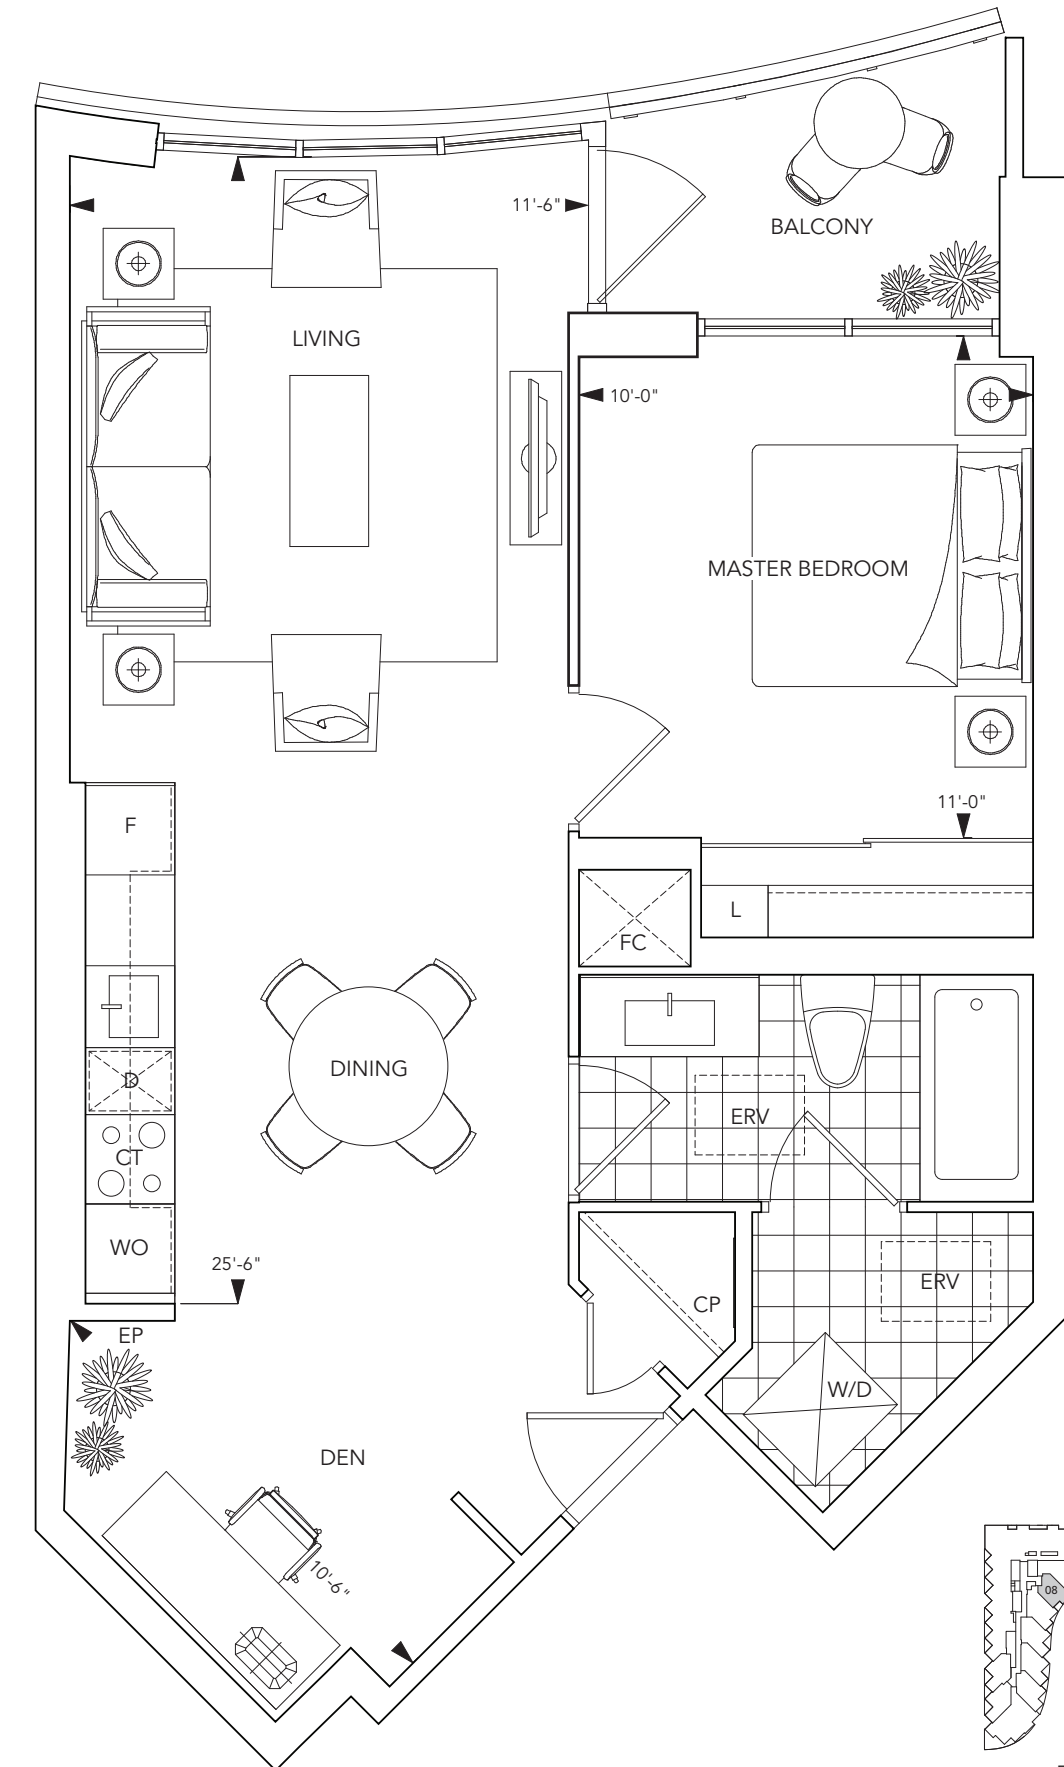 11'-6"
BALCONY
LIVING
10'-0"
MASTER BEDROOM
11'-0"
F
L
FC
DINING
D
ERV
CT
WO
25'-6"
ERV
CP
EP
W/D
DEN
10'-6"
08